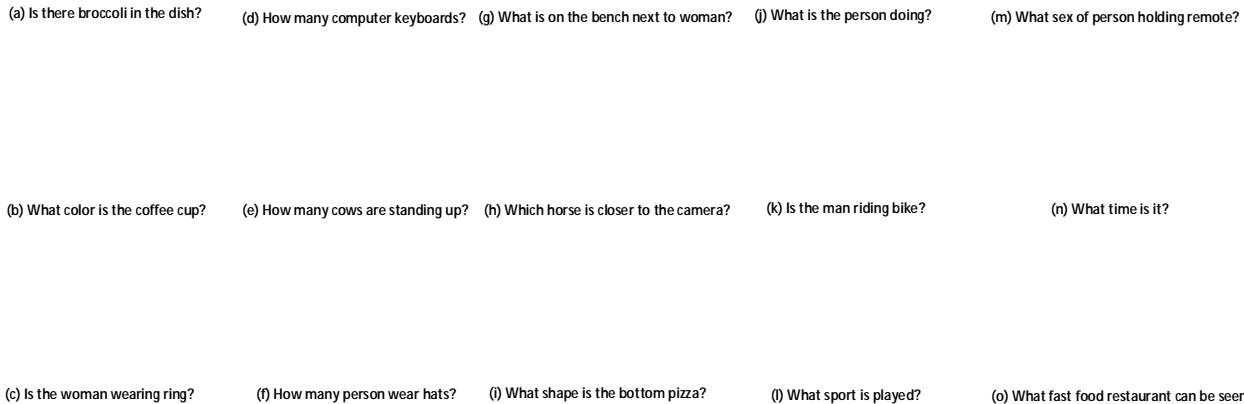 (a) Is there broccoli in the dish?
(d) How many computer keyboards?
(g) What is on the bench next to woman?
(j) What is the person doing?
(m) What sex of person holding remote?
(b) What color is the coffee cup?
(e) How many cows are standing up?
(h) Which horse is closer to the camera?
(k) Is the man riding bike?
(n) What time is it?
(c) Is the woman wearing ring?
(f) How many person wear hats?
(i) What shape is the bottom pizza?
(l) What sport is played?
(o) What fast food restaurant can be seen